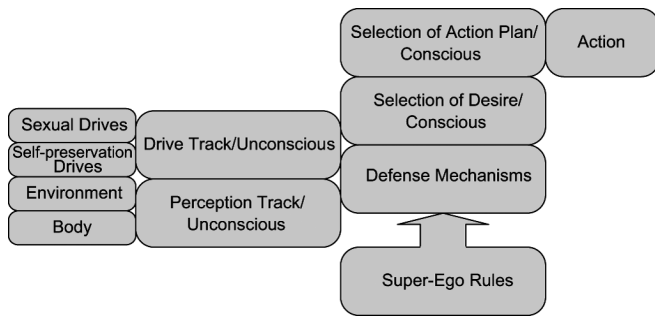 Selection of Action Plan/
Conscious
Action
Selection of Desire/
Conscious
Sexual Drives
Self-preservation
Drives
Environment
Body
Drive Track/Unconscious
Perception Track/
Unconscious
Defense Mechanisms
Super-Ego Rules